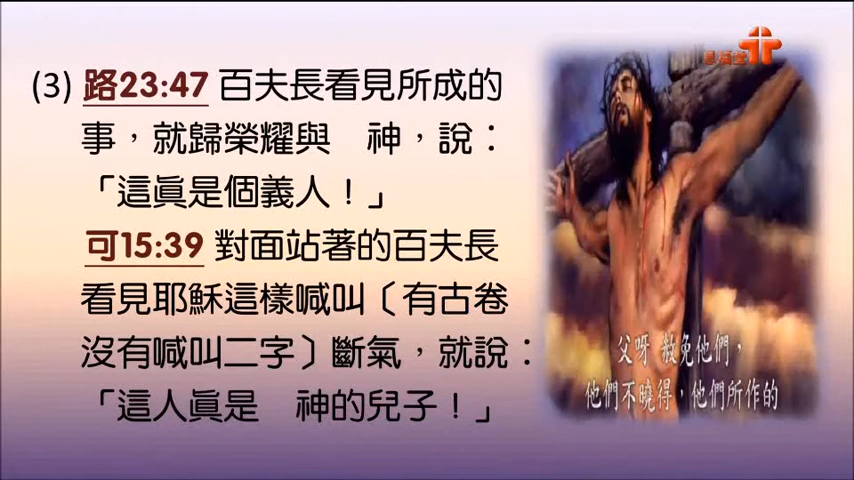 (3) 路23:47 百夫長看見所成的
事，就歸榮耀與　神，說：
「這眞是個義人！」
可15:39 對面站著的百夫長
看見耶穌這樣喊叫〔有古卷
沒有喊叫二字〕斷氣，就說：
「這人眞是　神的兒子！」
父呀 赦免他們，
他們不曉得，他們所作的